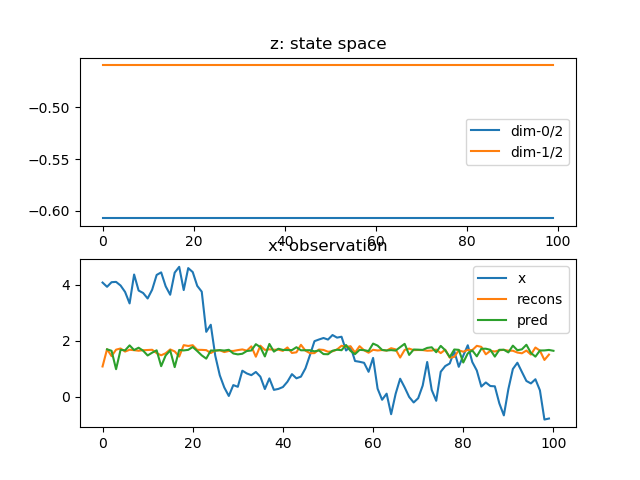 z: state space
−0.50
−0.55
−0.60
dim-0/2
dim-1/2
0 20 40 60 80 100
x: observation
4
2
0
x
recons
pred
0 20 40 60 80 100